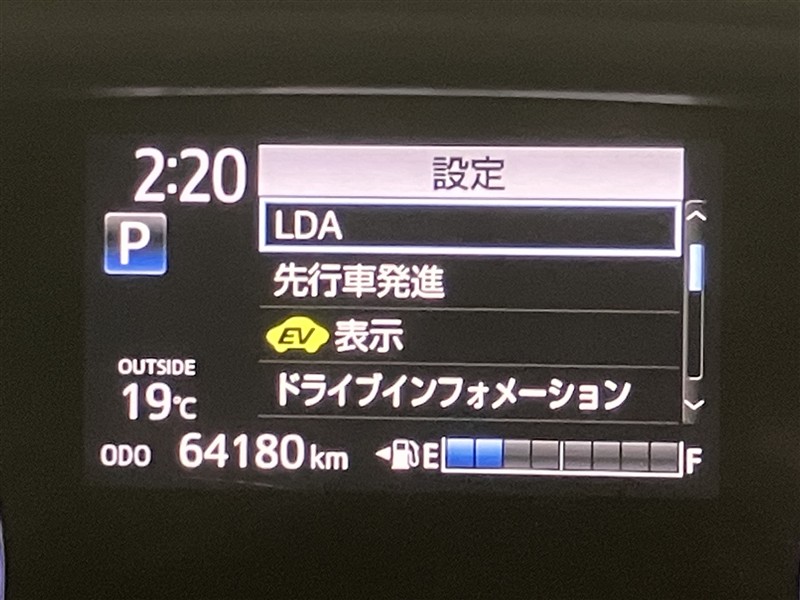 2:20
設定
LDA
P
先行車発進
EV 表示
OUTSIDE
19℃
ドライブインフォメーション
ODO 64180 km
E F